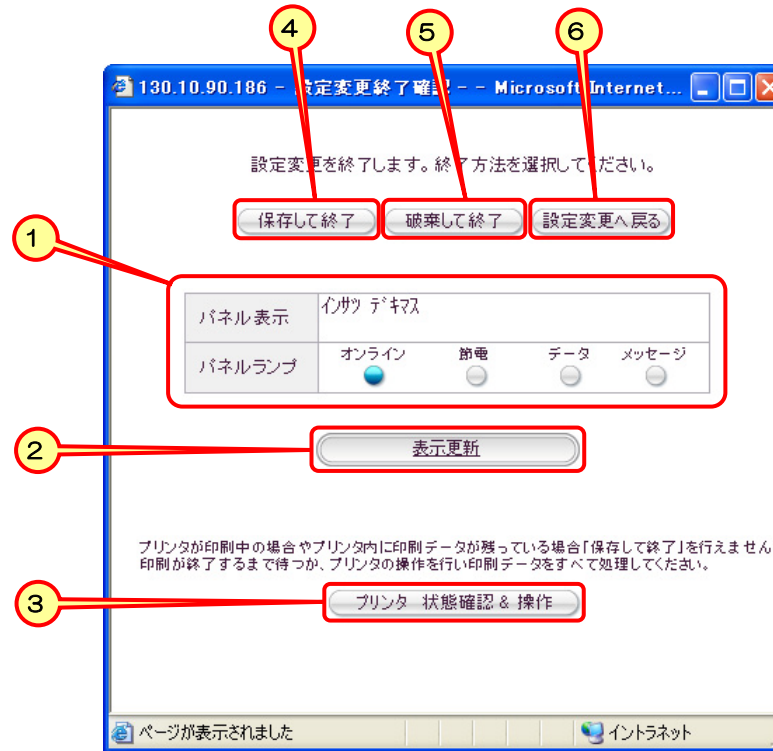 4 5 6
130.10.90.186 - 設定変更終了確認 - - Microsoft Internet...
設定変更を終了します。終了方法を選択してください。
保存して終了 破棄して終了 設定変更へ戻る
1
パネル表示 インサツ デキマス
パネルランプ オンライン 節電 データ メッセージ
2
表示更新
プリンタが印刷中の場合やプリンタ内に印刷データが残っている場合「保存して終了」を行えません
印刷が終了するまで待つか、プリンタの操作を行い印刷データをすべて処理してください。
3
プリンタ 状態確認 & 操作
ページが表示されました イントラネット